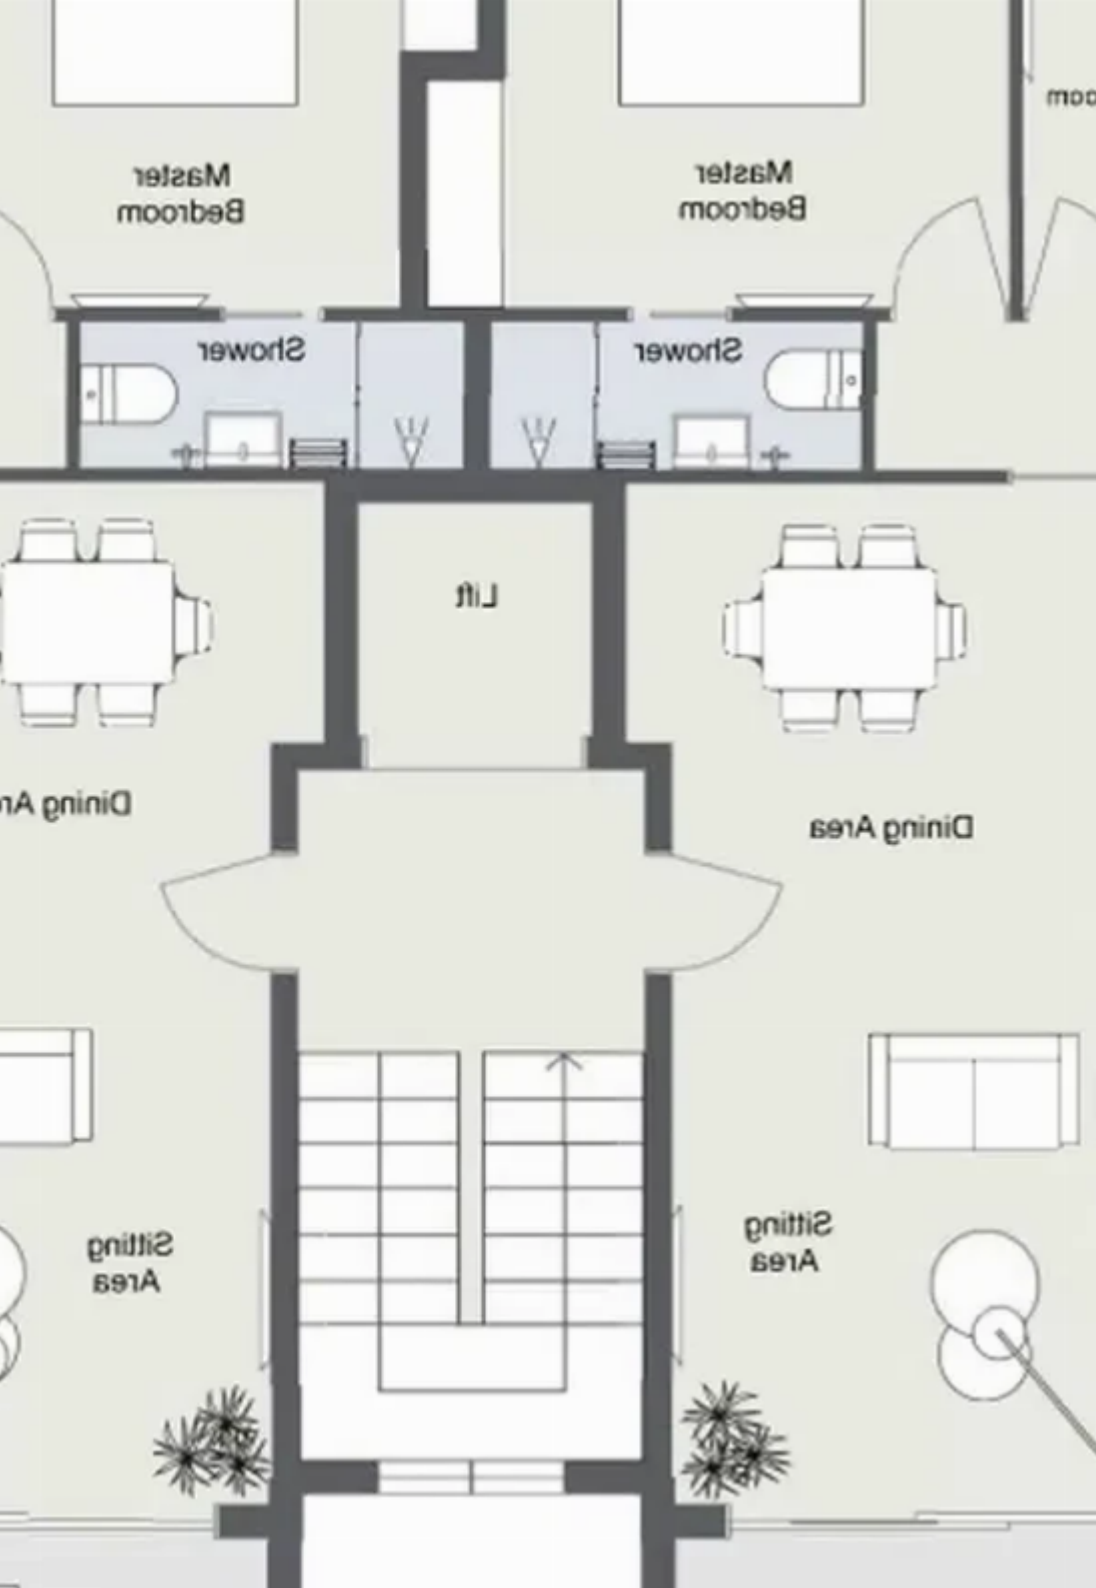 Master
Bedroom
Master
Bedroom
Shower
Shower
Lift
Dining Area
Sitting
Area
Sitting
Area